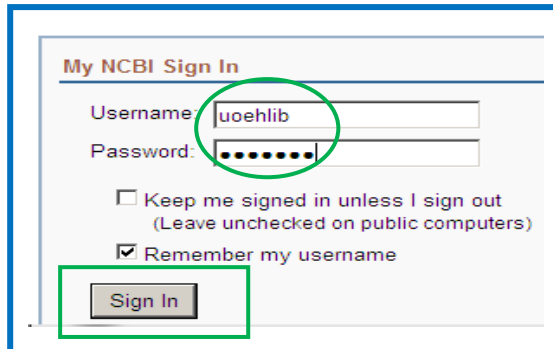 My NCBI Sign In
Username: uoehlib
Password: •••••••
Keep me signed in unless I sign out
(Leave unchecked on public computers)
Remember my username
Sign In